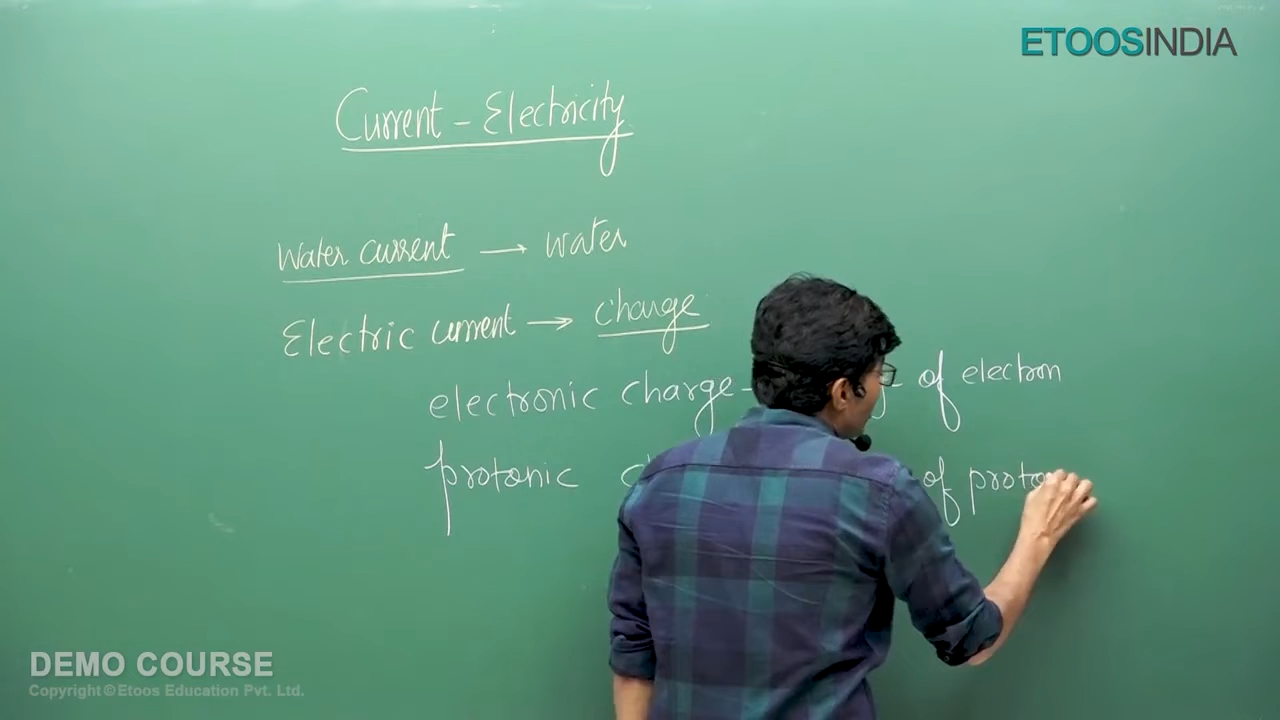 ETOOSINDIA
Current - Electricity
Water current → water
Electric current → charge
electronic charge - of electron
protonic of proto
DEMO COURSE
Copyright © Etoos Education Pvt. Ltd.